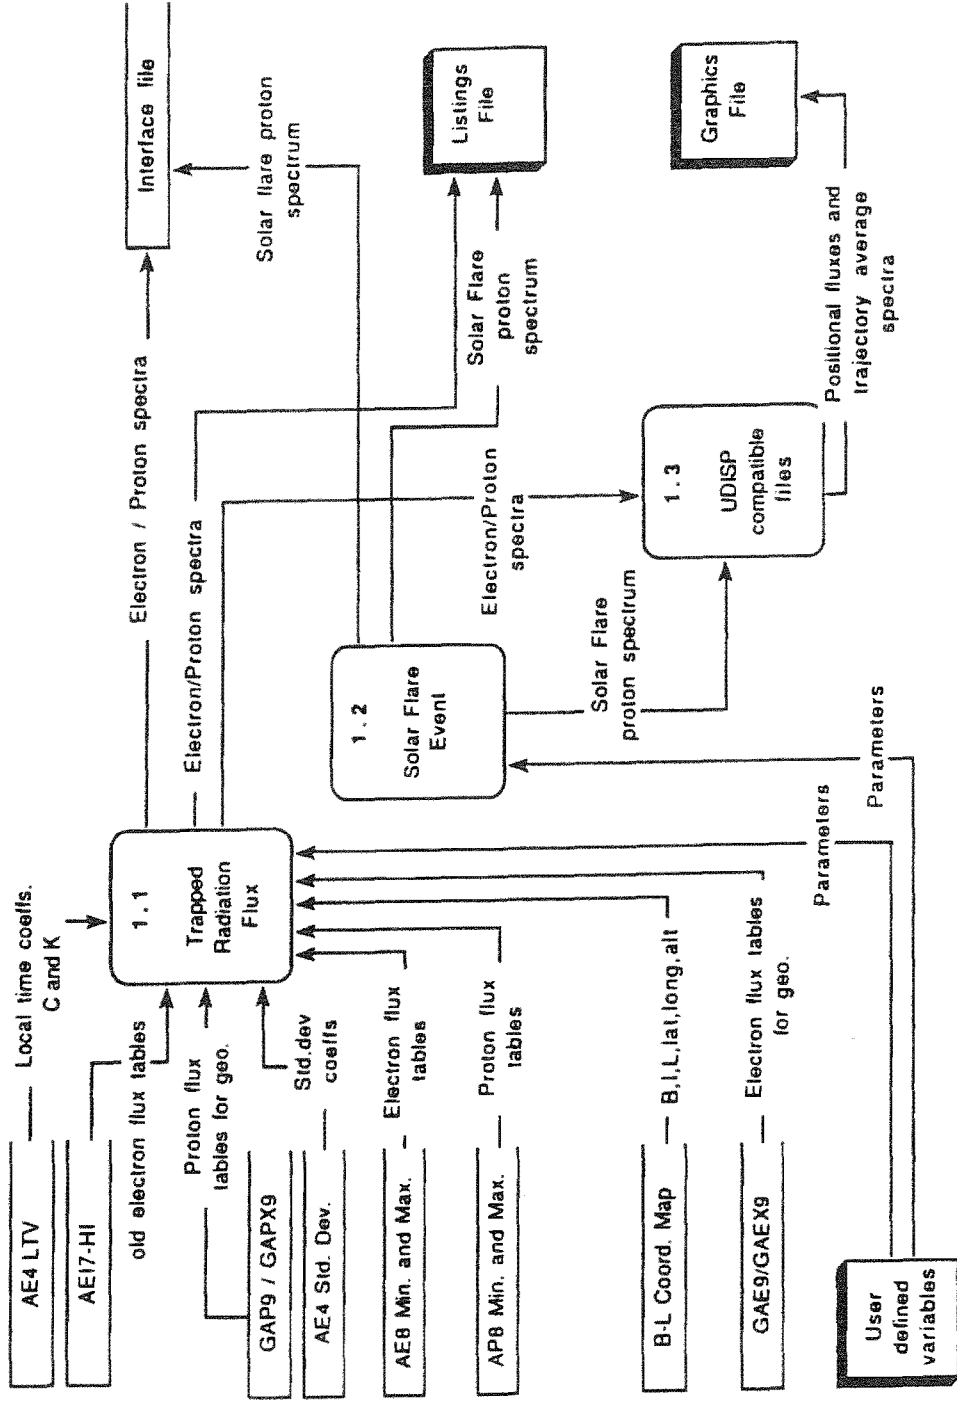 AE4 LTV
Local time coeffs.
C and K
AEI7-HI
old electron flux tables
Proton flux
tables for geo.
GAP9 / GAPX9
AE4 Std. Dev.
Std.dev
coeffs
AE8 Min. and Max.
Electron flux
tables
AP8 Min. and Max.
Proton flux
tables
B-L Coord. Map
B,I,L,lat,long,alt
GAE9/GAEX9
Electron flux tables
for geo.
User
defined
variables
Parameters
Parameters
1.1
Trapped
Radiation
Flux
Electron / Proton spectra
Electron/Proton spectra
Electron/Proton
spectra
1.2
Solar Flare
Event
Solar Flare
proton spectrum
Solar flare proton
spectrum
Solar Flare
proton
spectrum
1.3
UDISP
compatible
files
Positional fluxes and
trajectory average
spectra
Interface file
Listings
File
Graphics
File